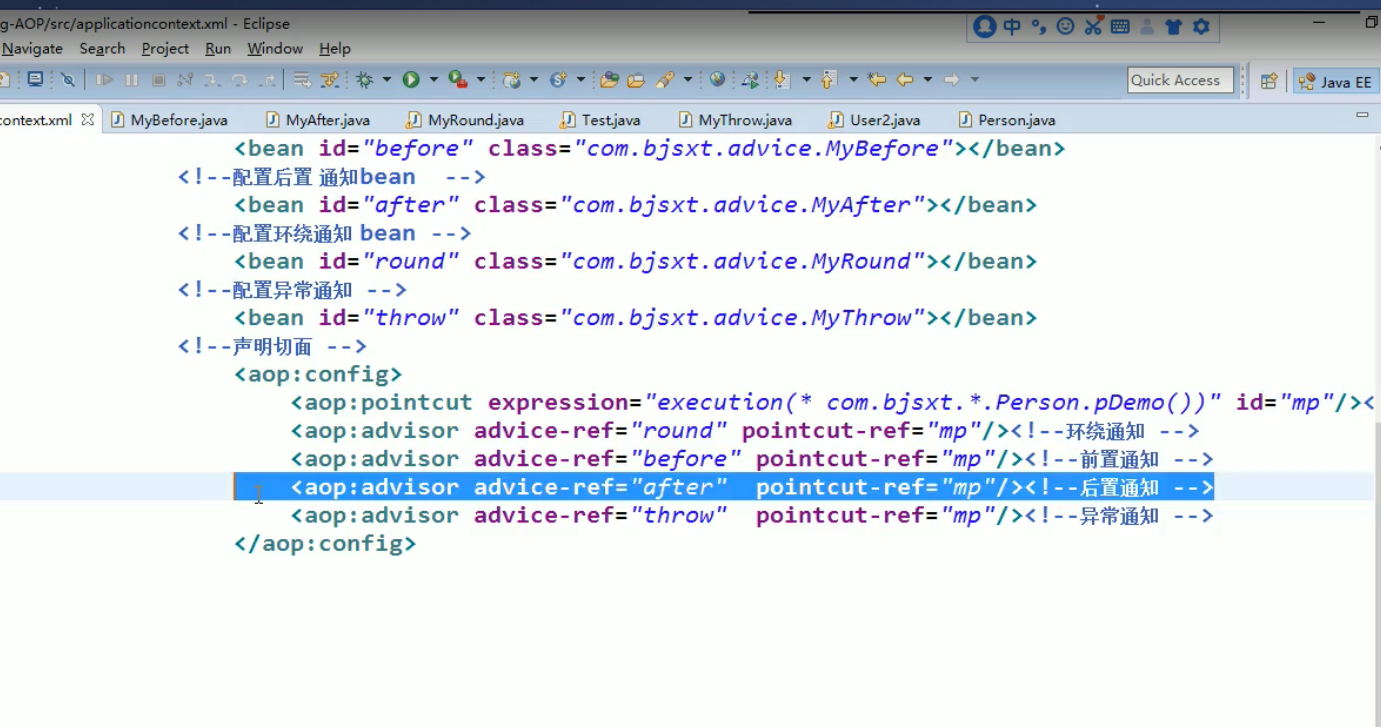 g-AOP/src/applicationcontext.xml - Eclipse
中
Navigate Search Project Run Window Help
Quick Access
Java EE
context.xml MyBefore.java MyAfter.java MyRound.java Test.java MyThrow.java User2.java Person.java
<bean id="before" class="com.bjsxt.advice.MyBefore"></bean>
<!--配置后置 通知bean -->
<bean id="after" class="com.bjsxt.advice.MyAfter"></bean>
<!--配置环绕通知 bean -->
<bean id="round" class="com.bjsxt.advice.MyRound"></bean>
<!--配置异常通知 -->
<bean id="throw" class="com.bjsxt.advice.MyThrow"></bean>
<!--声明切面 -->
<aop:config>
<aop:pointcut expression="execution(* com.bjsxt.*.Person.pDemo())" id="mp"/><
<aop:advisor advice-ref="round" pointcut-ref="mp"/><!--环绕通知 -->
<aop:advisor advice-ref="before" pointcut-ref="mp"/><!--前置通知 -->
<aop:advisor advice-ref="after" pointcut-ref="mp"/><!--后置通知 -->
<aop:advisor advice-ref="throw" pointcut-ref="mp"/><!--异常通知 -->
</aop:config>